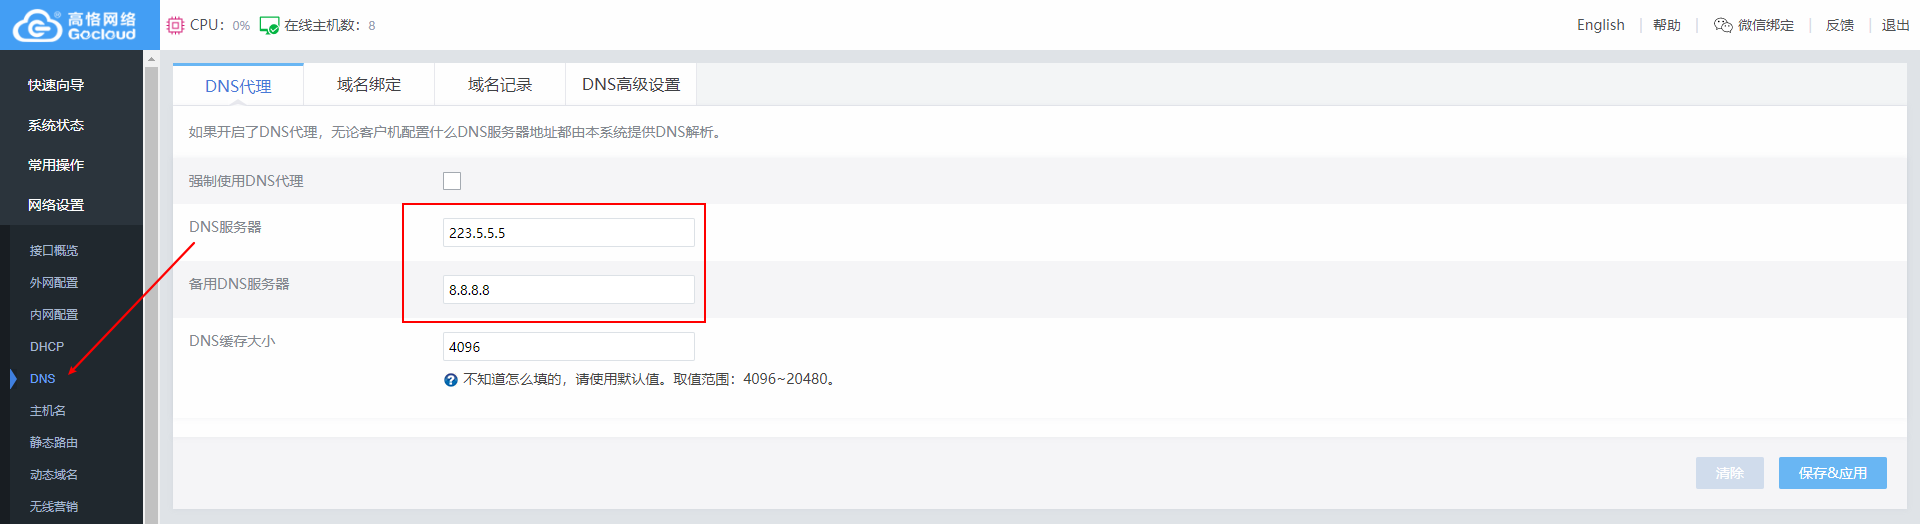 高恪网络®
Gocloud
CPU：0% 在线主机数：8
English 帮助 微信绑定 反馈 退出
快速向导
系统状态
常用操作
网络设置
接口概览
外网配置
内网配置
DHCP
DNS
主机名
静态路由
动态域名
无线营销
DNS代理 域名绑定 域名记录 DNS高级设置
如果开启了DNS代理，无论客户机配置什么DNS服务器地址都由本系统提供DNS解析。
强制使用DNS代理
DNS服务器 223.5.5.5
备用DNS服务器 8.8.8.8
DNS缓存大小 4096
不知道怎么填的，请使用默认值。取值范围：4096~20480。
清除 保存&应用